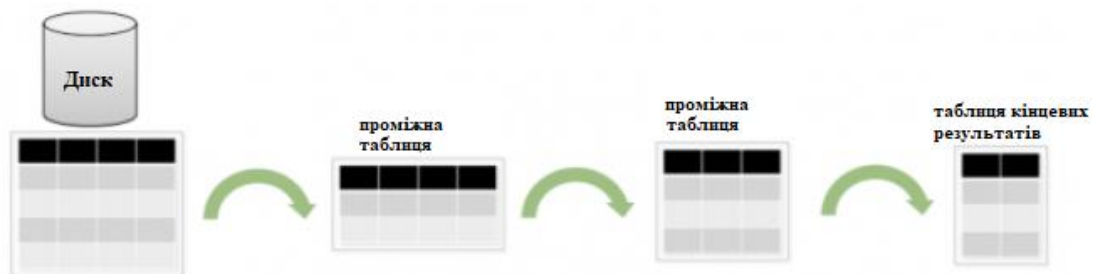 Диск
проміжна
таблиця
проміжна
таблиця
таблиця кінцевих
результатів